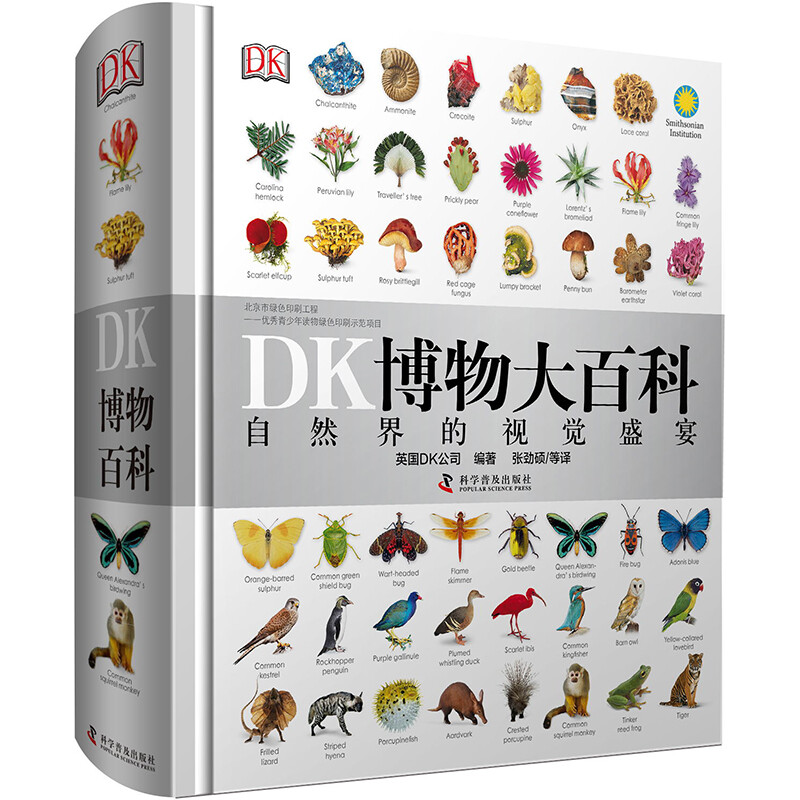 DK
Chalcanthite
Flame lily
Sulphur tuft
DK
博物
百科
Queen Alexandra's
birdwing
Common
squirrel monkey
科学普及出版社
POPULAR SCIENCE PRESS
DK
Chalcanthite
Ammonite
Crocoite
Sulphur
Onyx
Lace coral
Smithsonian
Institution
Carolina
hemlock
Peruvian lily
Traveller's tree
Prickly pear
Purple
coneflower
Lorentz's
bromeliad
Flame lily
Common
fringe lily
Scarlet elfcup
Sulphur tuft
Rosy brittlegill
Red cage
fungus
Lumpy bracket
Penny bun
Barometer
earthstar
Violet coral
北京市绿色印刷工程
——优秀青少年读物绿色印刷示范项目
DK博物大百科
自然界的视觉盛宴
英国DK公司 编著 张劲硕/等译
科学普及出版社
POPULAR SCIENCE PRESS
Orange-barred
sulphur
Common green
shield bug
Wart-headed
bug
Flame
skimmer
Gold beetle
Queen Alexan-
dra's birdwing
Fire bug
Adonis blue
Common
kestrel
Rockhopper
penguin
Purple gallinule
Plumed
whistling duck
Scarlet ibis
Common
kingfisher
Barn owl
Yellow-collared
lovebird
Frilled
lizard
Striped
hyena
Porcupinefish
Aardvark
Crested
porcupine
Common
squirrel monkey
Tinker
reed frog
Tiger